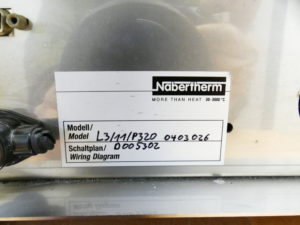 Nabertherm
MORE THAN HEAT 30-3000 °C
Modell/
Model L3/11/P320 0403026
Schaltplan/ D005302
Wiring Diagram